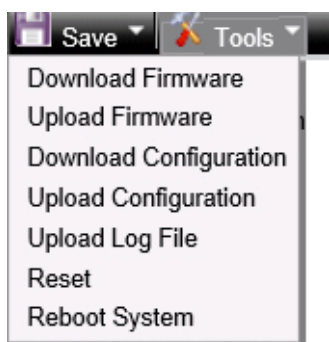 Save Tools
Download Firmware
Upload Firmware
Download Configuration
Upload Configuration
Upload Log File
Reset
Reboot System